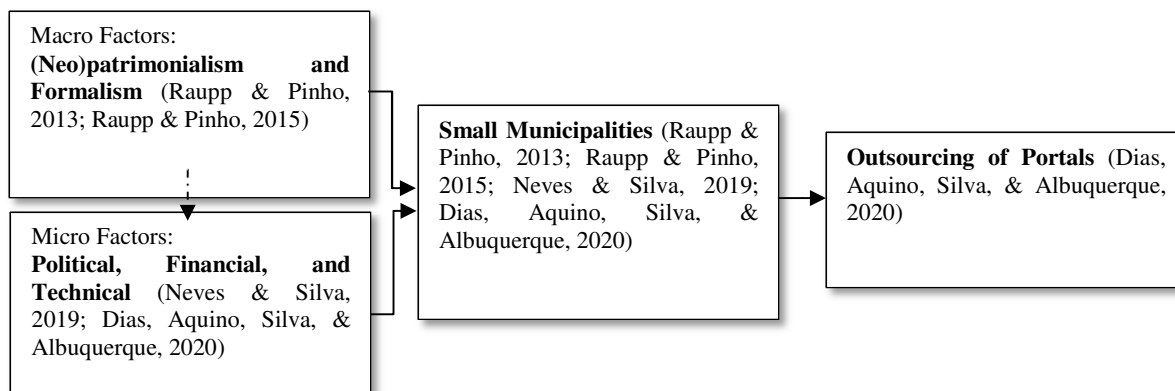 Macro Factors:
(Neo)patrimonialism and
Formalism (Raupp & Pinho,
2013; Raupp & Pinho, 2015)
Micro Factors:
Political, Financial, and
Technical (Neves & Silva,
2019; Dias, Aquino, Silva, &
Albuquerque, 2020)
Small Municipalities (Raupp &
Pinho, 2013; Raupp & Pinho,
2015; Neves & Silva, 2019;
Dias, Aquino, Silva, &
Albuquerque, 2020)
Outsourcing of Portals (Dias,
Aquino, Silva, & Albuquerque,
2020)